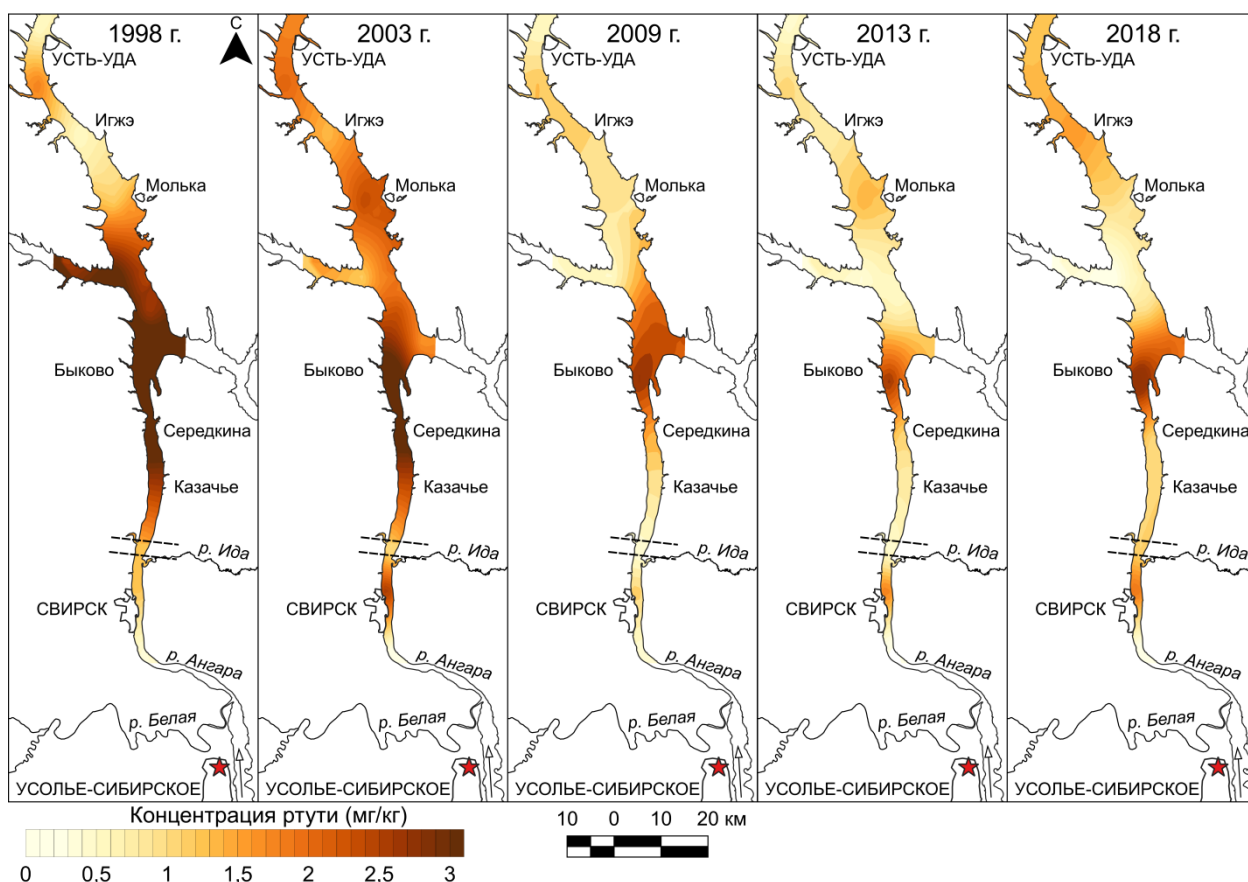 1998 г.
С
УСТЬ-УДА
Игжэ
Молька
Быково
Середкина
Казачье
р. Ида
СВИРСК
р. Ангара
р. Белая
УСОЛЬЕ-СИБИРСКОЕ
2003 г.
УСТЬ-УДА
Игжэ
Молька
Быково
Середкина
Казачье
р. Ида
СВИРСК
р. Ангара
р. Белая
УСОЛЬЕ-СИБИРСКОЕ
2009 г.
УСТЬ-УДА
Игжэ
Молька
Быково
Середкина
Казачье
р. Ида
СВИРСК
р. Ангара
р. Белая
УСОЛЬЕ-СИБИРСКОЕ
2013 г.
УСТЬ-УДА
Игжэ
Молька
Быково
Середкина
Казачье
р. Ида
СВИРСК
р. Ангара
р. Белая
УСОЛЬЕ-СИБИРСКОЕ
2018 г.
УСТЬ-УДА
Игжэ
Молька
Быково
Середкина
Казачье
р. Ида
СВИРСК
р. Ангара
р. Белая
УСОЛЬЕ-СИБИРСКОЕ
Концентрация ртути (мг/кг)
0 0.5 1 1.5 2 2.5 3
10 0 10 20 км